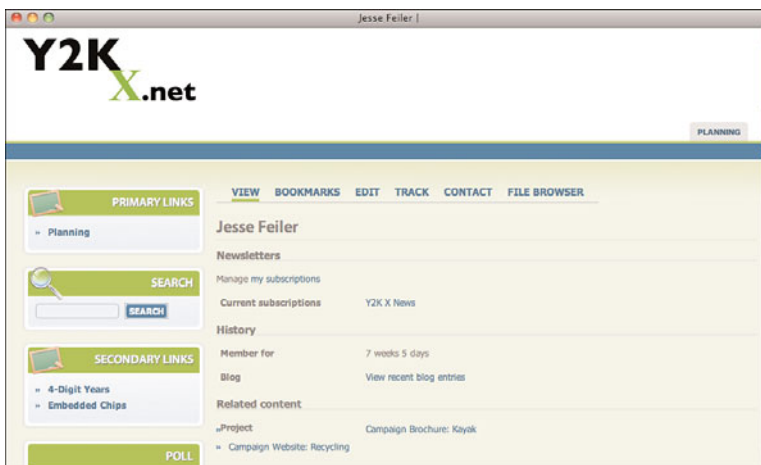 Jesse Feiler |
Y2K
X.net
PLANNING
PRIMARY LINKS
» Planning
SEARCH
SEARCH
SECONDARY LINKS
» 4-Digit Years
» Embedded Chips
POLL
VIEW BOOKMARKS EDIT TRACK CONTACT FILE BROWSER
Jesse Feiler
Newsletters
Manage my subscriptions
Current subscriptions Y2K X News
History
Member for 7 weeks 5 days
Blog View recent blog entries
Related content
„Project Campaign Brochure: Kayak
» Campaign Website: Recycling